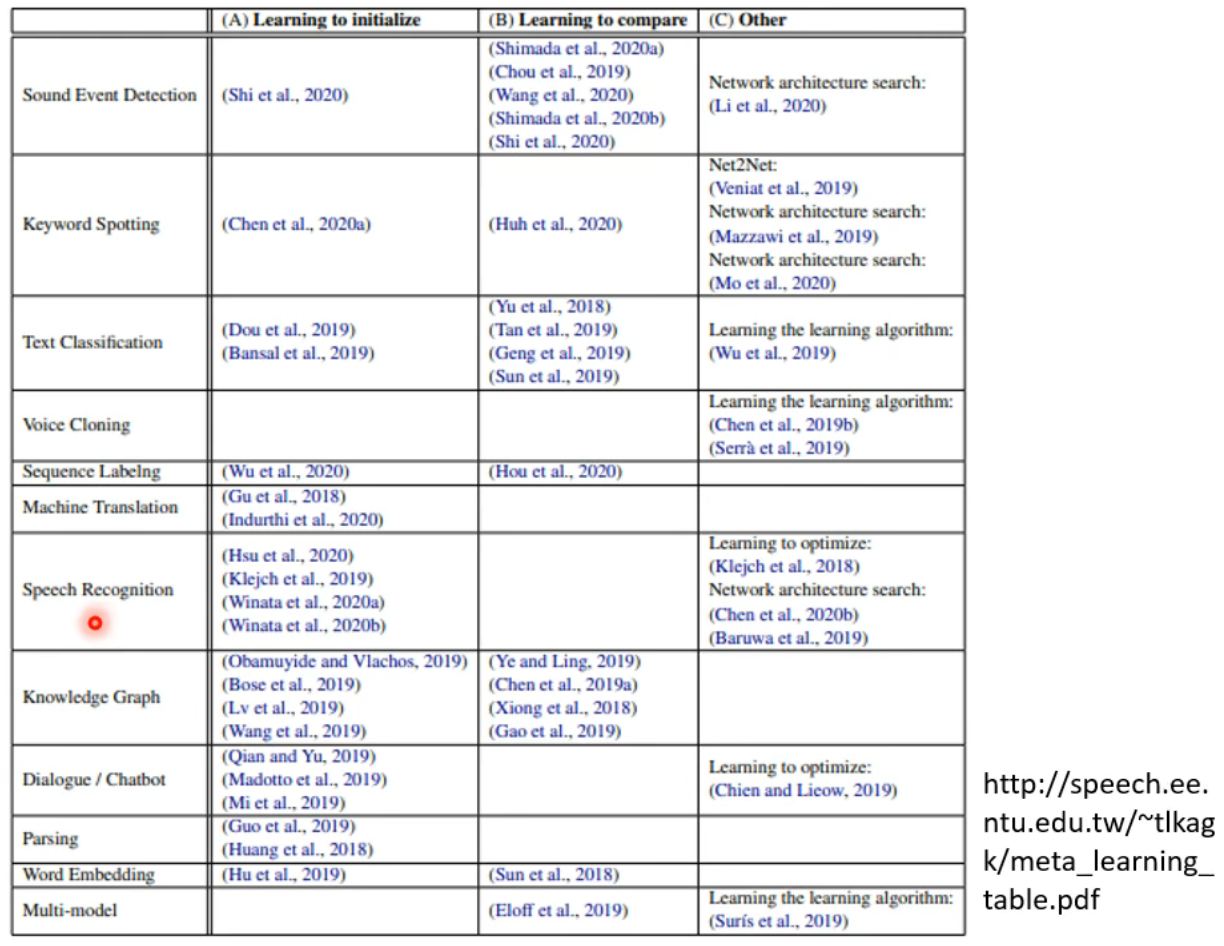 (A) Learning to initialize (B) Learning to compare (C) Other
Sound Event Detection
(Shi et al., 2020)
(Shimada et al., 2020a)
(Chou et al., 2019)
(Wang et al., 2020)
(Shimada et al., 2020b)
(Shi et al., 2020)
Network architecture search:
(Li et al., 2020)
Keyword Spotting
(Chen et al., 2020a)
(Huh et al., 2020)
Net2Net:
(Veniat et al., 2019)
Network architecture search:
(Mazzawi et al., 2019)
Network architecture search:
(Mo et al., 2020)
Text Classification
(Dou et al., 2019)
(Bansal et al., 2019)
(Yu et al., 2018)
(Tan et al., 2019)
(Geng et al., 2019)
(Sun et al., 2019)
Learning the learning algorithm:
(Wu et al., 2019)
Voice Cloning
Learning the learning algorithm:
(Chen et al., 2019b)
(Serrà et al., 2019)
Sequence Labelng
(Wu et al., 2020)
(Hou et al., 2020)
Machine Translation
(Gu et al., 2018)
(Indurthi et al., 2020)
Speech Recognition
(Hsu et al., 2020)
(Klejch et al., 2019)
(Winata et al., 2020a)
(Winata et al., 2020b)
Learning to optimize:
(Klejch et al., 2018)
Network architecture search:
(Chen et al., 2020b)
(Baruwa et al., 2019)
Knowledge Graph
(Obamuyide and Vlachos, 2019)
(Bose et al., 2019)
(Lv et al., 2019)
(Wang et al., 2019)
(Ye and Ling, 2019)
(Chen et al., 2019a)
(Xiong et al., 2018)
(Gao et al., 2019)
Dialogue / Chatbot
(Qian and Yu, 2019)
(Madotto et al., 2019)
(Mi et al., 2019)
Learning to optimize:
(Chien and Lieow, 2019)
Parsing
(Guo et al., 2019)
(Huang et al., 2018)
Word Embedding
(Hu et al., 2019)
(Sun et al., 2018)
Multi-model
(Eloff et al., 2019)
Learning the learning algorithm:
(Surís et al., 2019)
http://speech.ee.
ntu.edu.tw/~tlkag
k/meta_learning_
table.pdf